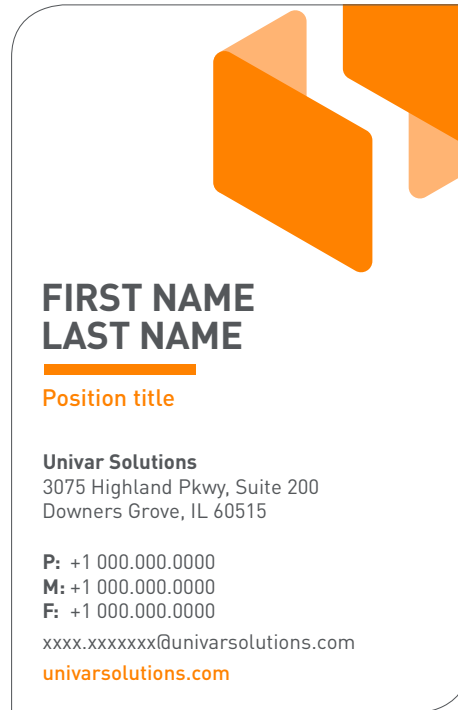 FIRST NAME
LAST NAME
Position title
Univar Solutions
3075 Highland Pkwy, Suite 200
Downers Grove, IL 60515
P: +1 000.000.0000
M: +1 000.000.0000
F: +1 000.000.0000
xxxx.xxxxxxx@univarsolutions.com
univarsolutions.com